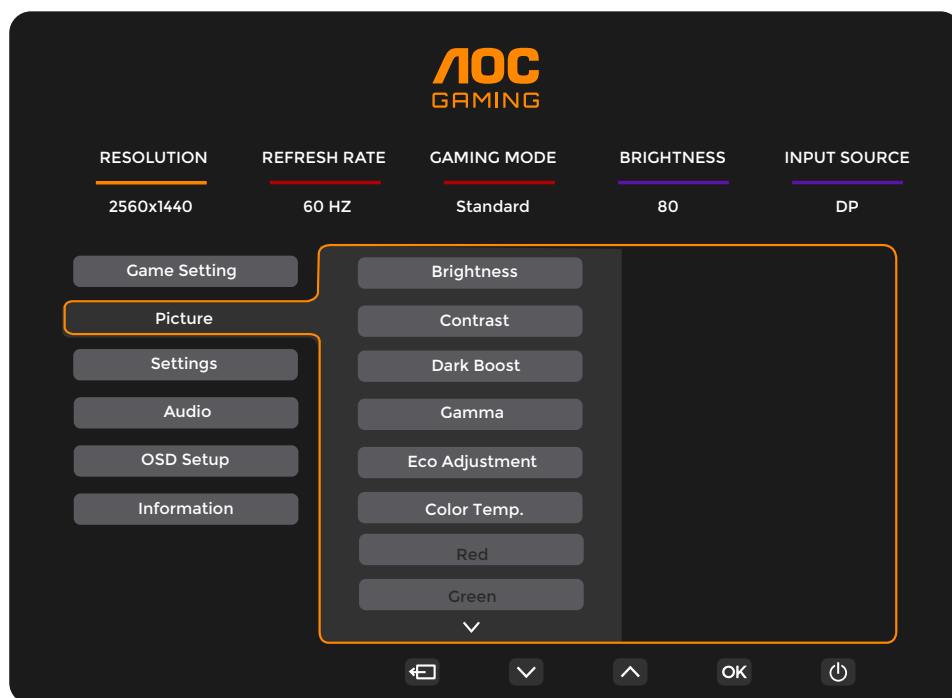 AOC
GAMING
RESOLUTION REFRESH RATE GAMING MODE BRIGHTNESS INPUT SOURCE
2560x1440 60 HZ Standard 80 DP
Game Setting
Picture
Settings
Audio
OSD Setup
Information
Brightness
Contrast
Dark Boost
Gamma
Eco Adjustment
Color Temp.
Red
Green
OK